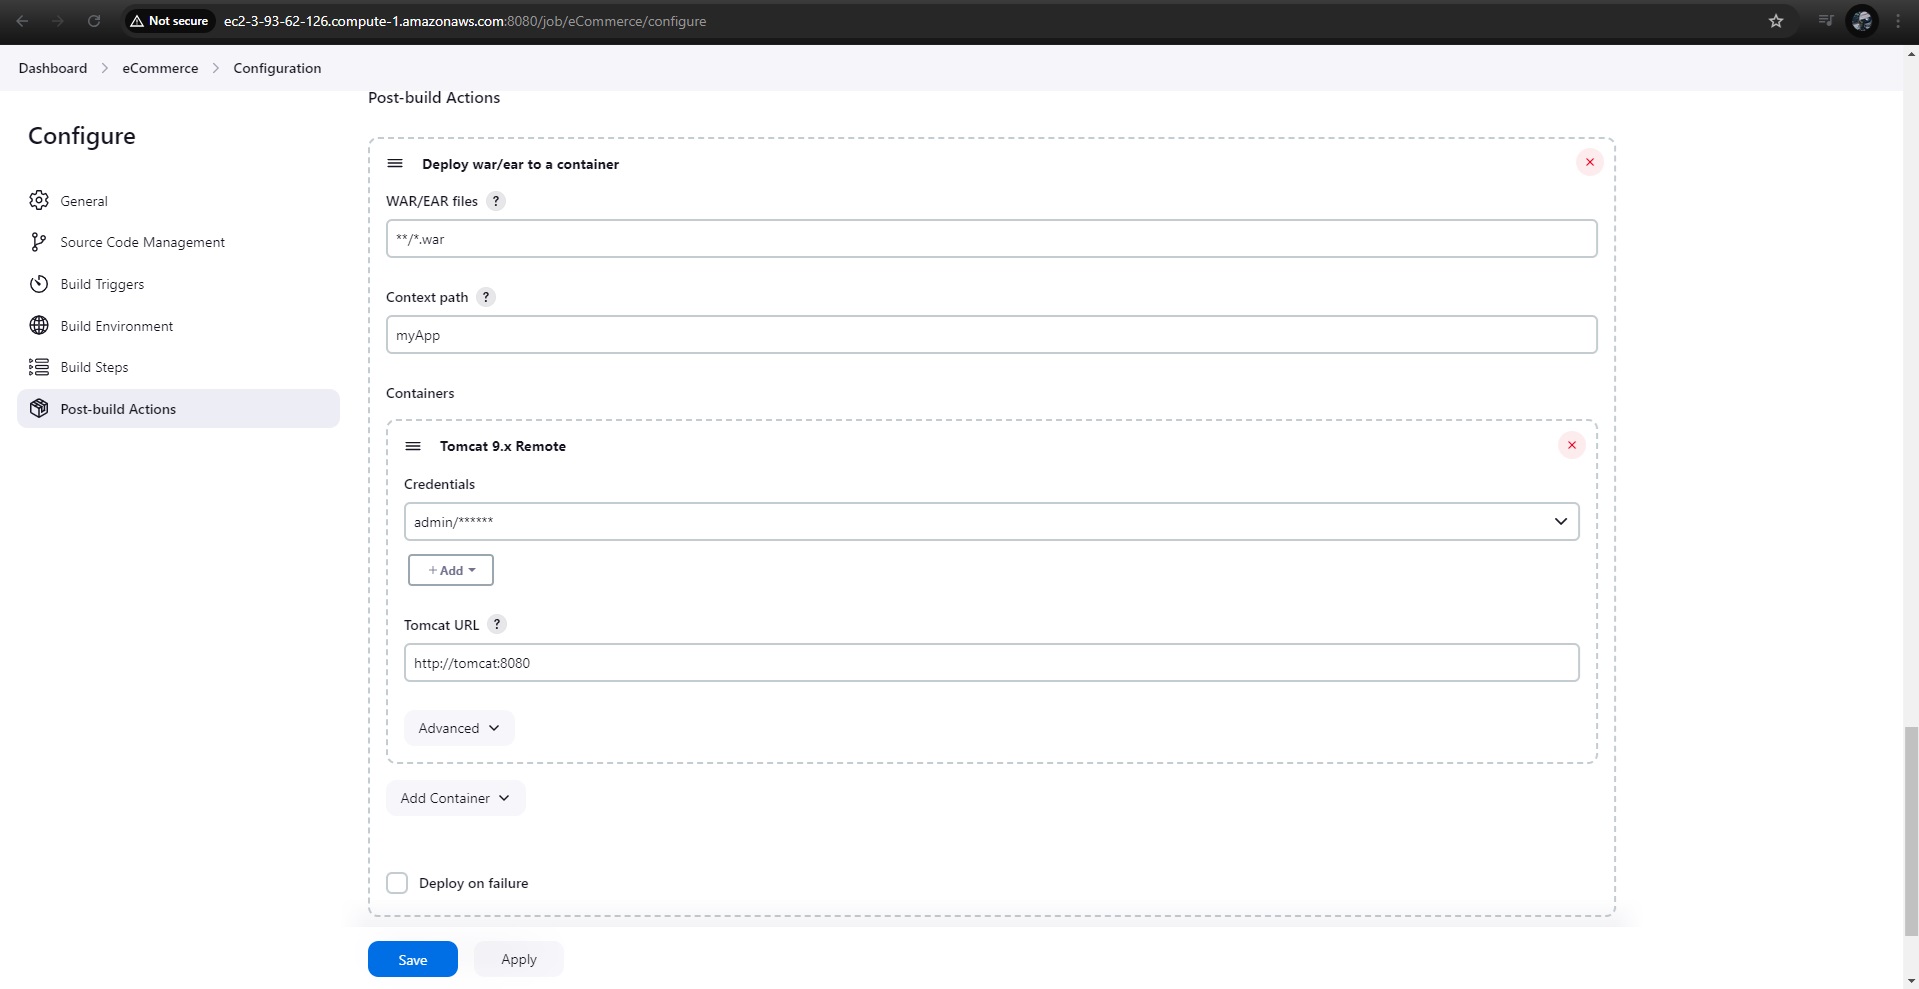 Not secure ec2-3-93-62-126.compute-1.amazonaws.com:8080/job/eCommerce/configure
Dashboard eCommerce Configuration
Configure
General
Source Code Management
Build Triggers
Build Environment
Build Steps
Post-build Actions
Post-build Actions
Deploy war/ear to a container
WAR/EAR files ?
**/*.war
Context path ?
myApp
Containers
Tomcat 9.x Remote
Credentials
admin/******
+ Add
Tomcat URL ?
http://tomcat:8080
Advanced
Add Container
Deploy on failure
Save Apply